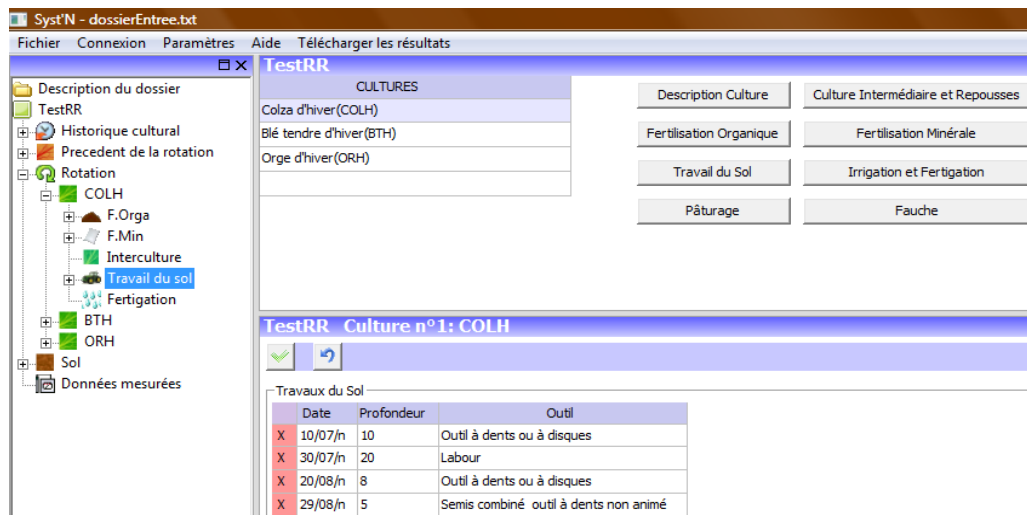 Syst'N - dossierEntree.txt
Fichier Connexion Paramètres Aide Télécharger les résultats
Description du dossier
TestRR
Historique cultural
Precedent de la rotation
Rotation
COLH
F.Orga
F.Min
Interculture
Travail du sol
Fertigation
BTH
ORH
Sol
Données mesurées
TestRR
CULTURES
Colza d'hiver(COLH)
Blé tendre d'hiver(BTH)
Orge d'hiver(ORH)
Description Culture Culture Intermédiaire et Repousses
Fertilisation Organique Fertilisation Minérale
Travail du Sol Irrigation et Fertigation
Pâturage Fauche
TestRR Culture n°1: COLH
Travaux du Sol
Date Profondeur Outil
X 10/07/n 10 Outil à dents ou à disques
X 30/07/n 20 Labour
X 20/08/n 8 Outil à dents ou à disques
X 29/08/n 5 Semis combiné outil à dents non animé